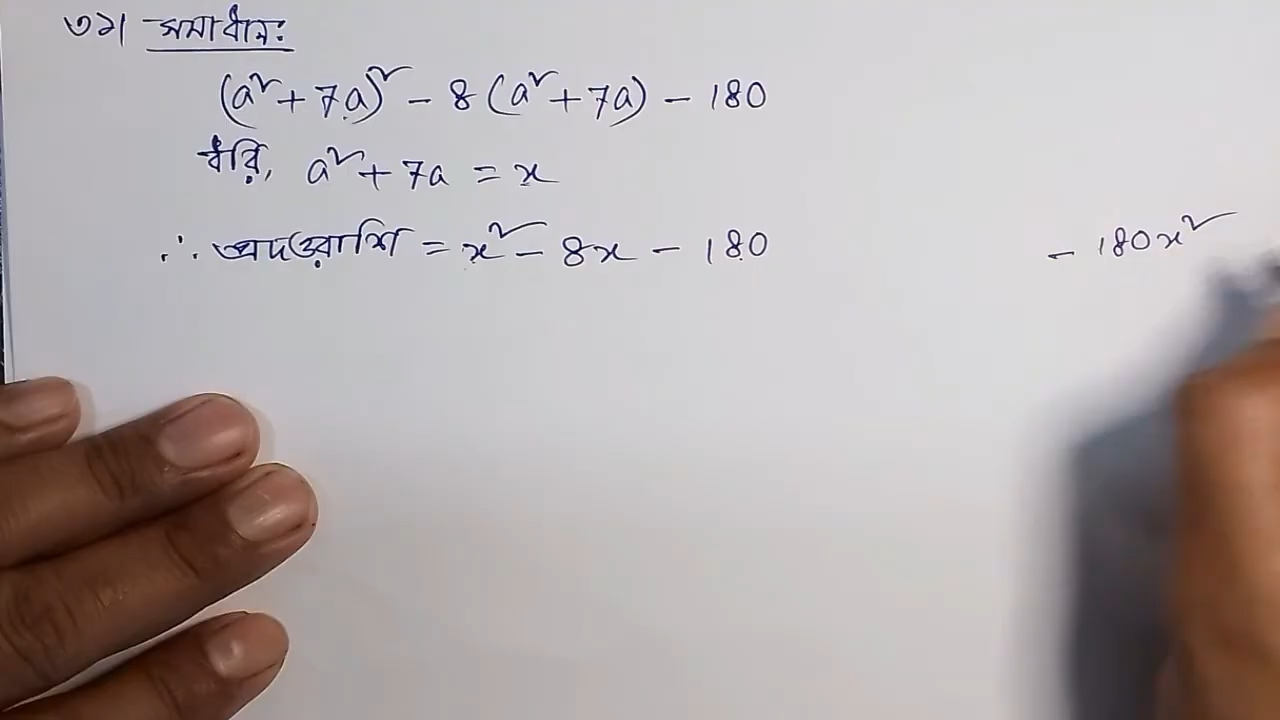 ৩১। সমাধান:
(a² + 7a)² - 8 (a² + 7a) - 180
ধরি, a² + 7a = x
∴ প্রদত্তরাশি = x² - 8x - 180
- 180x²